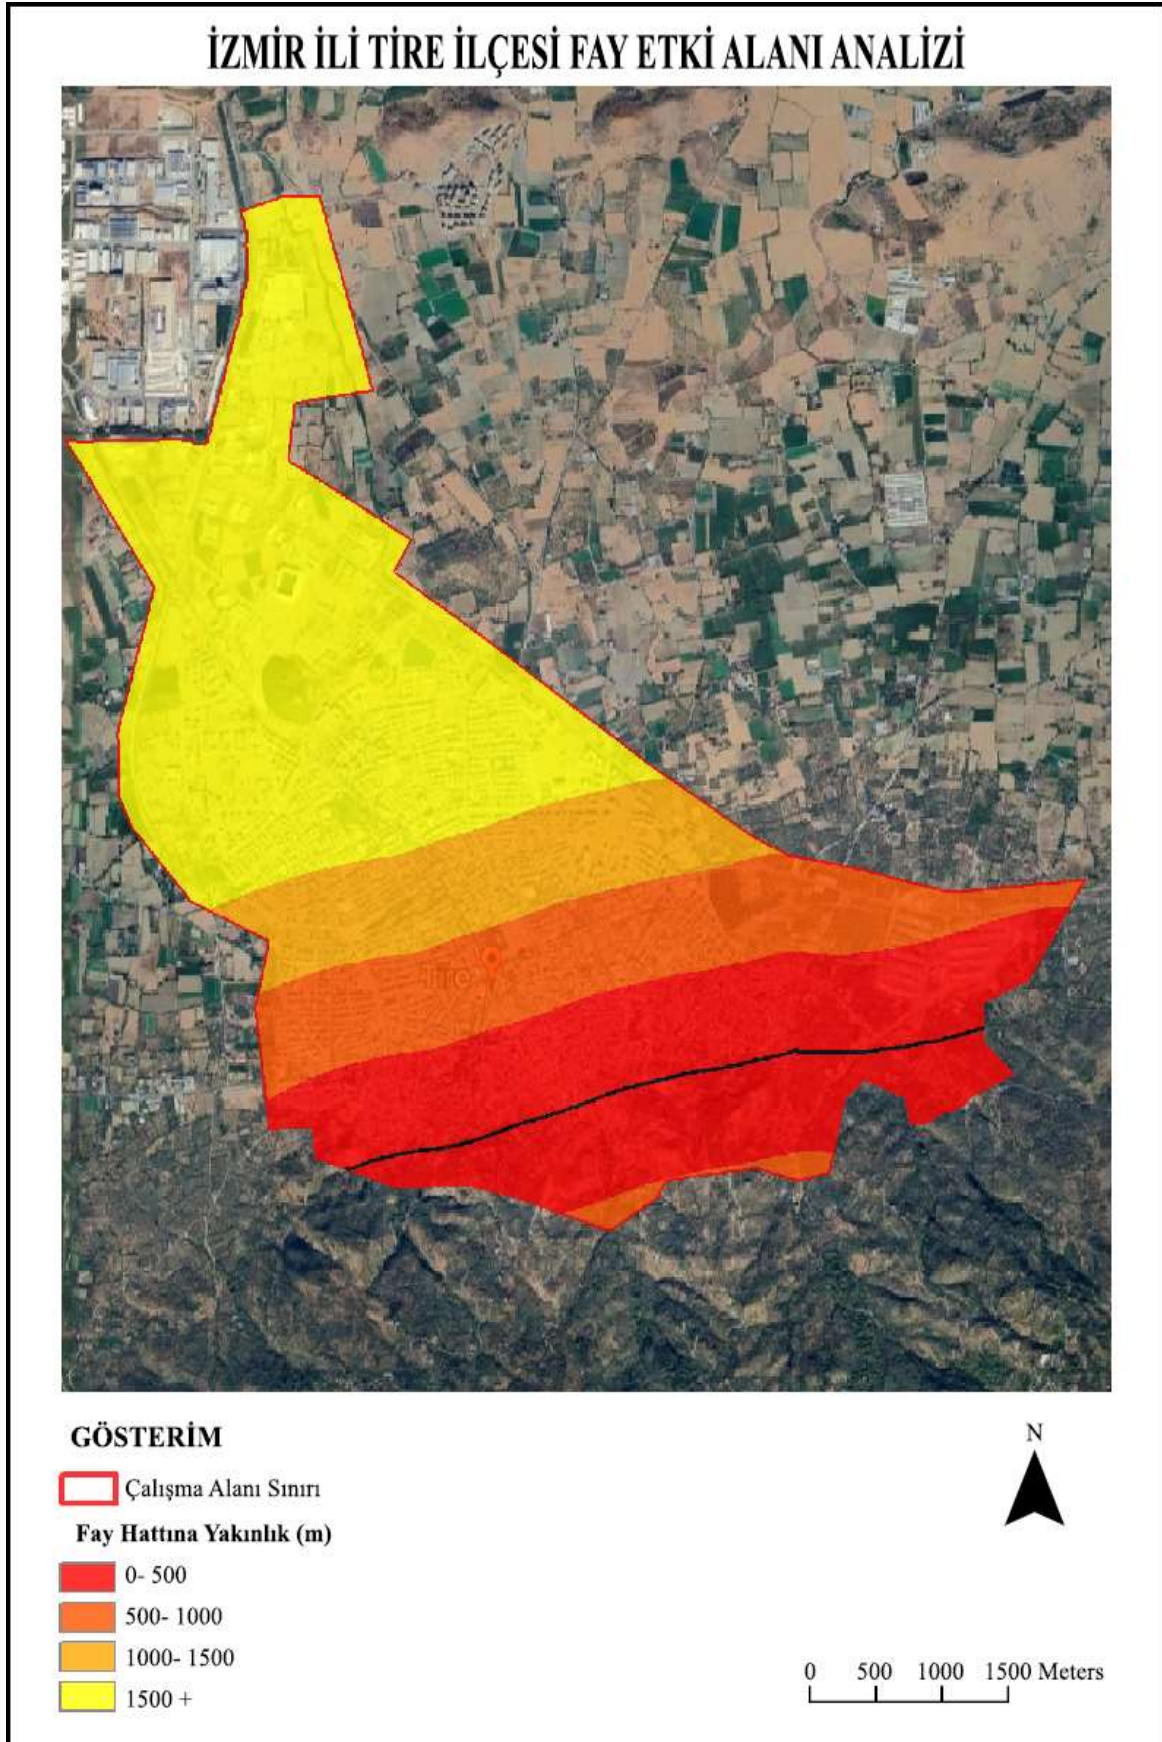 İZMİR İLİ TİRE İLÇESİ FAY ETKİ ALANI ANALİZİ
GÖSTERİM
N
Çalışma Alanı Sınırı
Fay Hattına Yakınlık (m)
0- 500
500- 1000
1000- 1500
1500 +
0 500 1000 1500 Meters